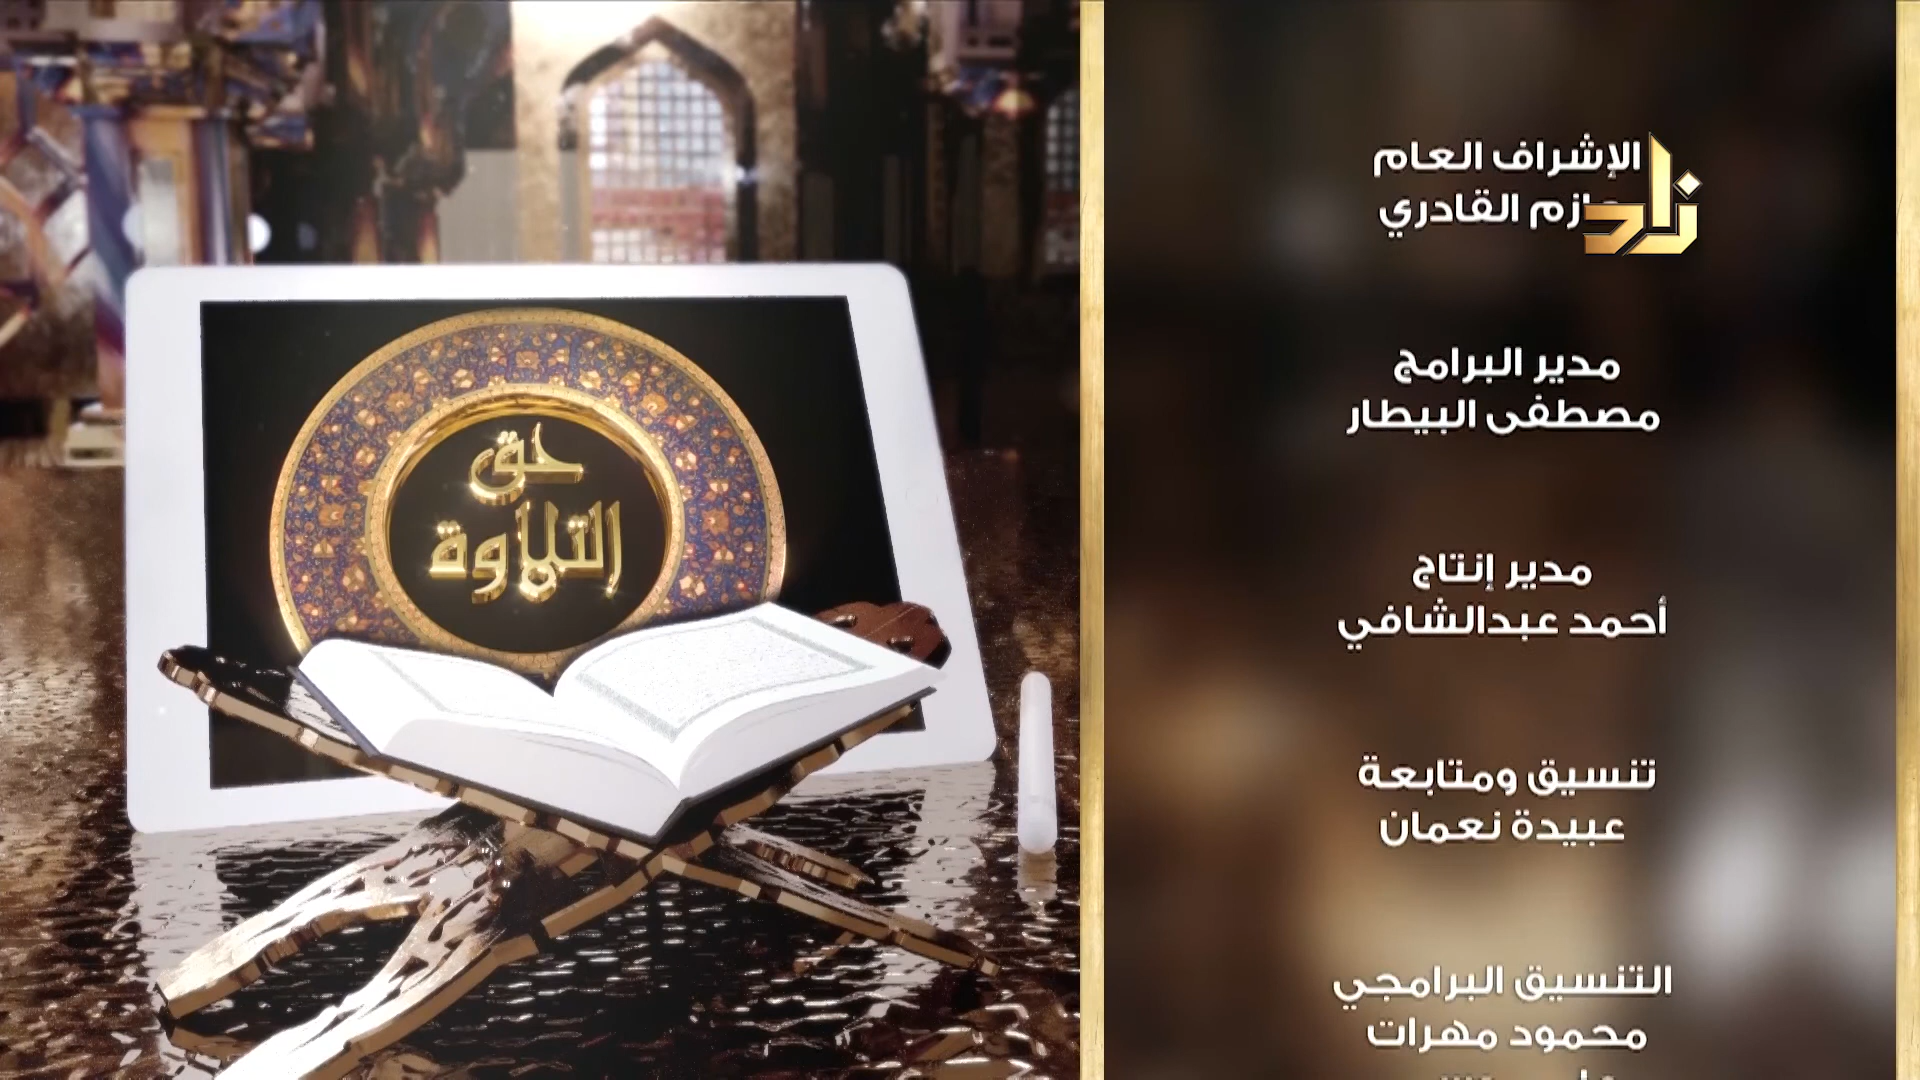 حق
التلاوة
زاد
الإشراف العام
القادري
مدير البرامج
مصطفى البيطار
مدير إنتاج
أحمد عبدالشافي
تنسيق ومتابعة
عبيدة نعمان
التنسيق البرامجي
محمود مهرات